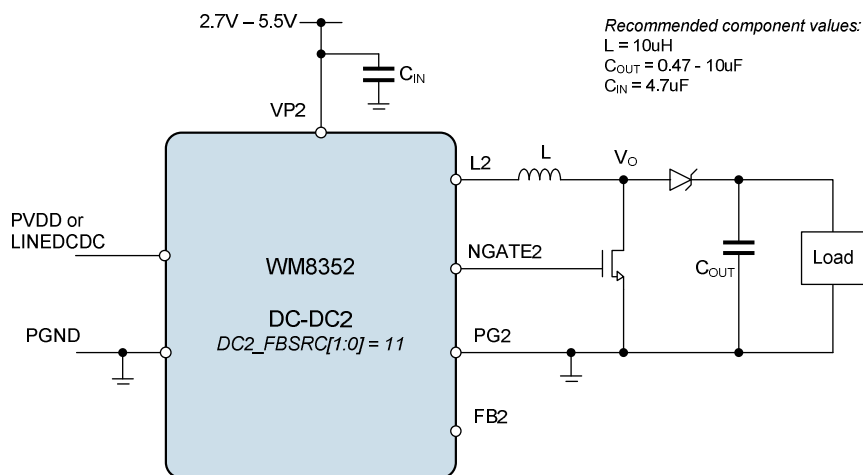 2.7V – 5.5V
Recommended component values:
L = 10uH
COUT = 0.47 - 10uF
CIN = 4.7uF
CIN
VP2
L2
L
VO
PVDD or
LINEDCDC
WM8352
NGATE2
COUT
Load
DC-DC2
DC2_FBSRC[1:0] = 11
PGND
PG2
FB2